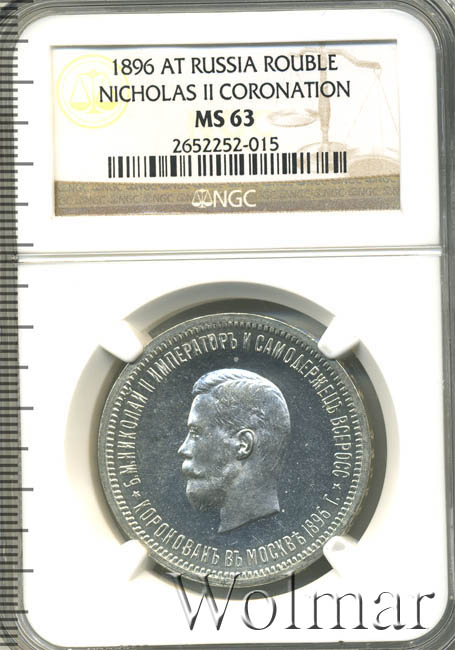 1896 AT RUSSIA ROUBLE
NICHOLAS II CORONATION
MS 63
2652252-015
NGC
Б.М.НИКОЛАЙ II ИМПЕРАТОРЪ И САМОДЕРЖЕЦЪ ВСЕРОСС.
* КОРОНОВАНЪ ВЪ МОСКВѢ 1896 Г. *
Wolmar